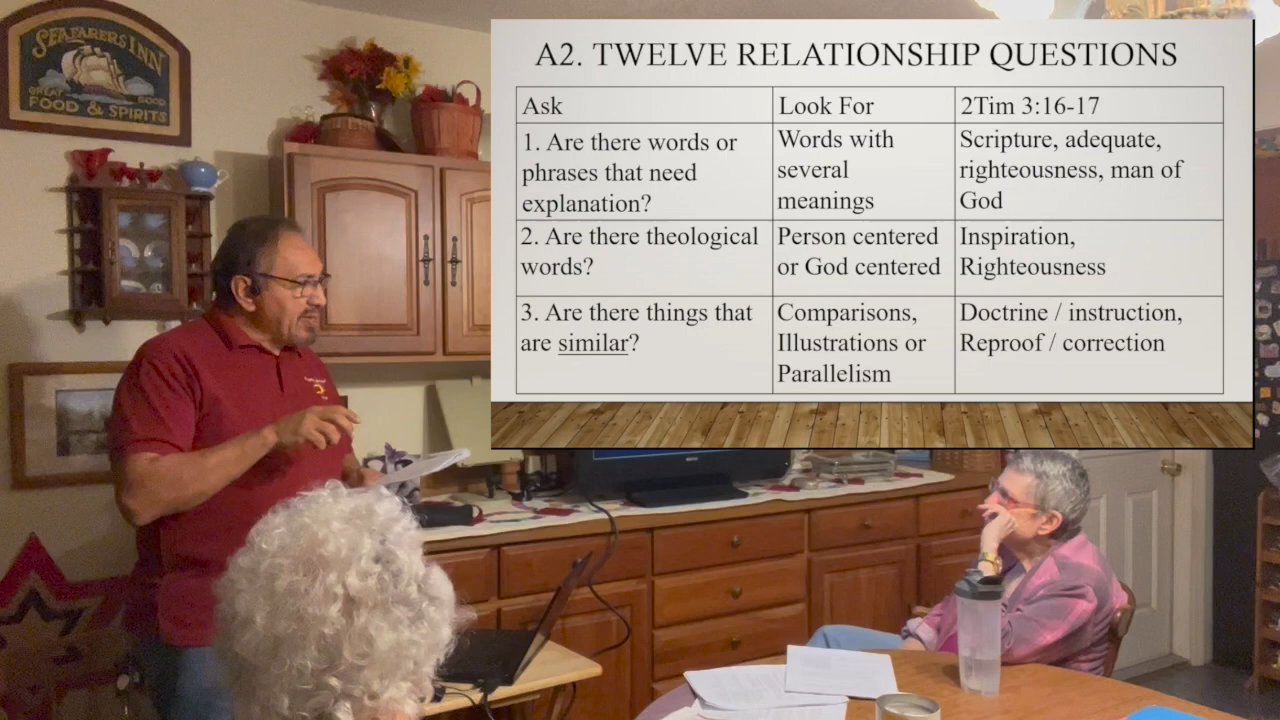 SEAFARERS INN
GREAT GOOD
FOOD & SPIRITS
A2. TWELVE RELATIONSHIP QUESTIONS
Ask
Look For
2Tim 3:16-17
1. Are there words or
phrases that need
explanation?
Words with
several
meanings
Scripture, adequate,
righteousness, man of
God
2. Are there theological
words?
Person centered
or God centered
Inspiration,
Righteousness
3. Are there things that
are similar?
Comparisons,
Illustrations or
Parallelism
Doctrine / instruction,
Reproof / correction